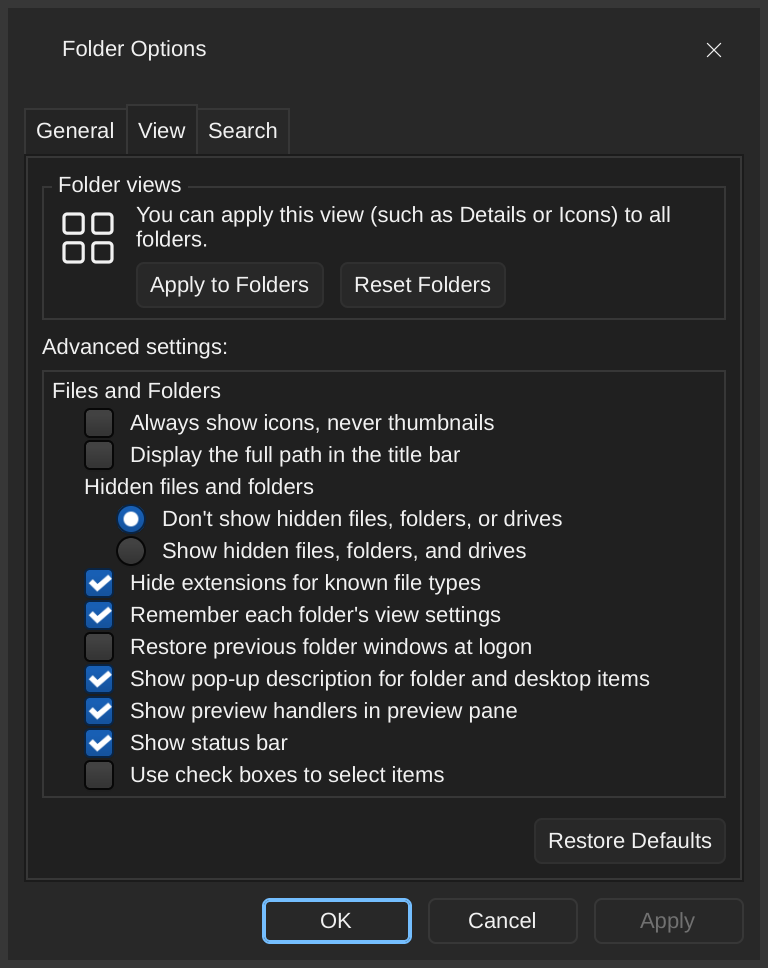 Folder Options
General View Search
Folder views
You can apply this view (such as Details or Icons) to all
folders.
Apply to Folders Reset Folders
Advanced settings:
Files and Folders
Always show icons, never thumbnails
Display the full path in the title bar
Hidden files and folders
Don't show hidden files, folders, or drives
Show hidden files, folders, and drives
Hide extensions for known file types
Remember each folder's view settings
Restore previous folder windows at logon
Show pop-up description for folder and desktop items
Show preview handlers in preview pane
Show status bar
Use check boxes to select items
Restore Defaults
OK Cancel Apply